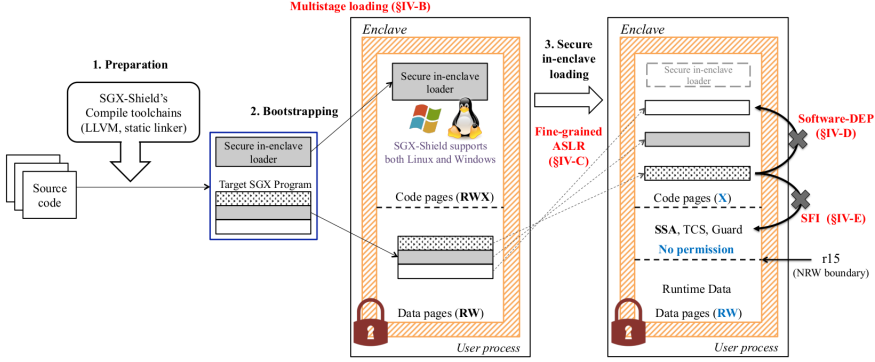 Multistage loading (§IV-B)
1. Preparation
SGX-Shield's
Compile toolchains
(LLVM, static linker)
Source
code
2. Bootstrapping
Secure in-enclave
loader
Target SGX Program
Enclave
Secure in-enclave
loader
SGX-Shield supports
both Linux and Windows
Code pages (RWX)
Data pages (RW)
User process
3. Secure
in-enclave
loading
Fine-grained
ASLR
(§IV-C)
Enclave
Secure in-enclave
loader
Code pages (X)
SSA, TCS, Guard
No permission
Runtime Data
Data pages (RW)
User process
Software-DEP
(§IV-D)
SFI (§IV-E)
r15
(NRW boundary)